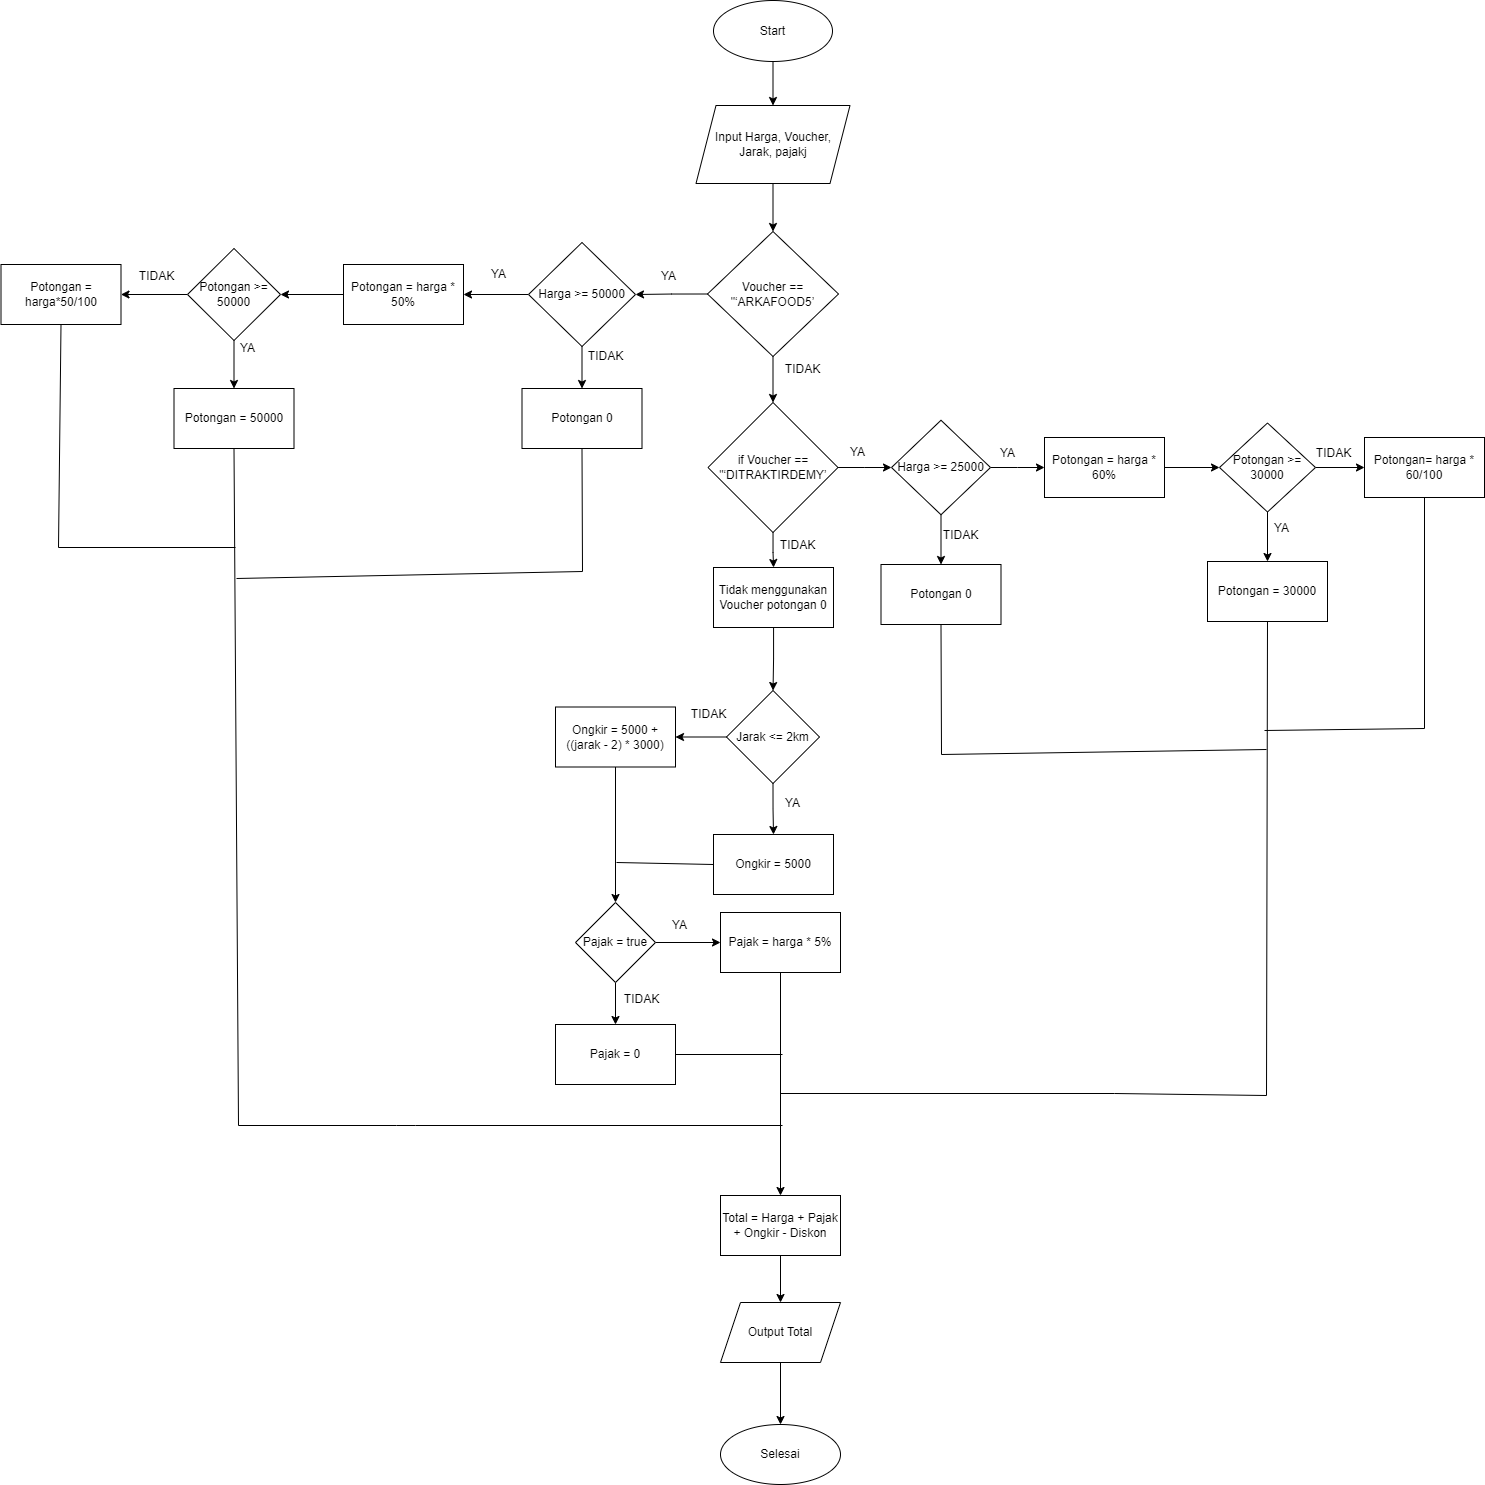 Start
Input Harga, Voucher,
Jarak, pajakj
Voucher ==
"'ARKAFOOD5'
YA
Harga >= 50000
YA
Potongan = harga *
50%
Potongan >=
50000
TIDAK
Potongan =
harga*50/100
YA
Potongan = 50000
TIDAK
Potongan 0
TIDAK
if Voucher ==
"'DITRAKTIRDEMY'
YA
Harga >= 25000
YA
Potongan = harga *
60%
Potongan >=
30000
TIDAK
Potongan= harga *
60/100
YA
Potongan = 30000
TIDAK
Potongan 0
TIDAK
Tidak menggunakan
Voucher potongan 0
Jarak <= 2km
TIDAK
Ongkir = 5000 +
((jarak - 2) * 3000)
YA
Ongkir = 5000
Pajak = true
YA
Pajak = harga * 5%
TIDAK
Pajak = 0
Total = Harga + Pajak
+ Ongkir - Diskon
Output Total
Selesai